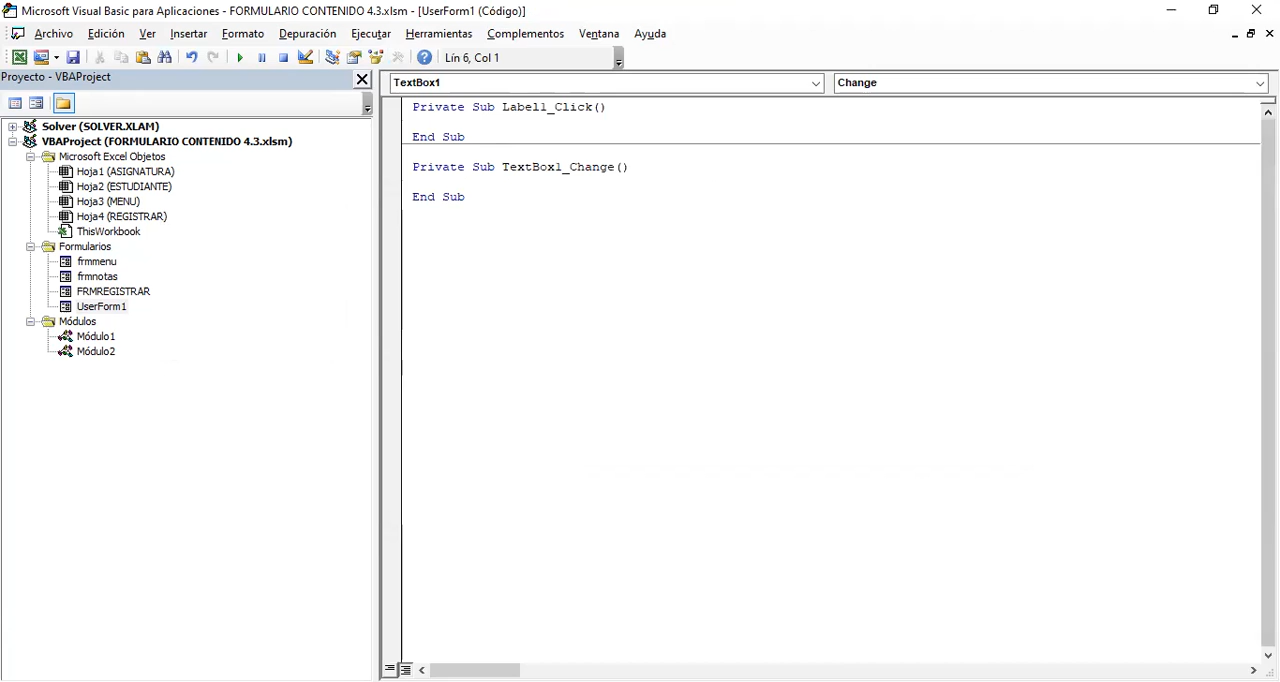 Microsoft Visual Basic para Aplicaciones - FORMULARIO CONTENIDO 4.3.xlsm - [UserForm1 (Código)]
Archivo Edición Ver Insertar Formato Depuración Ejecutar Herramientas Complementos Ventana Ayuda
Lín 6, Col 1
Proyecto - VBAProject
TextBox1
Change
Solver (SOLVER.XLAM)
VBAProject (FORMULARIO CONTENIDO 4.3.xlsm)
Microsoft Excel Objetos
Hoja1 (ASIGNATURA)
Hoja2 (ESTUDIANTE)
Hoja3 (MENU)
Hoja4 (REGISTRAR)
ThisWorkbook
Formularios
frmmenu
frmnotas
FRMREGISTRAR
UserForm1
Módulos
Módulo1
Módulo2
Private Sub Label1_Click()
End Sub
Private Sub TextBox1_Change()
End Sub